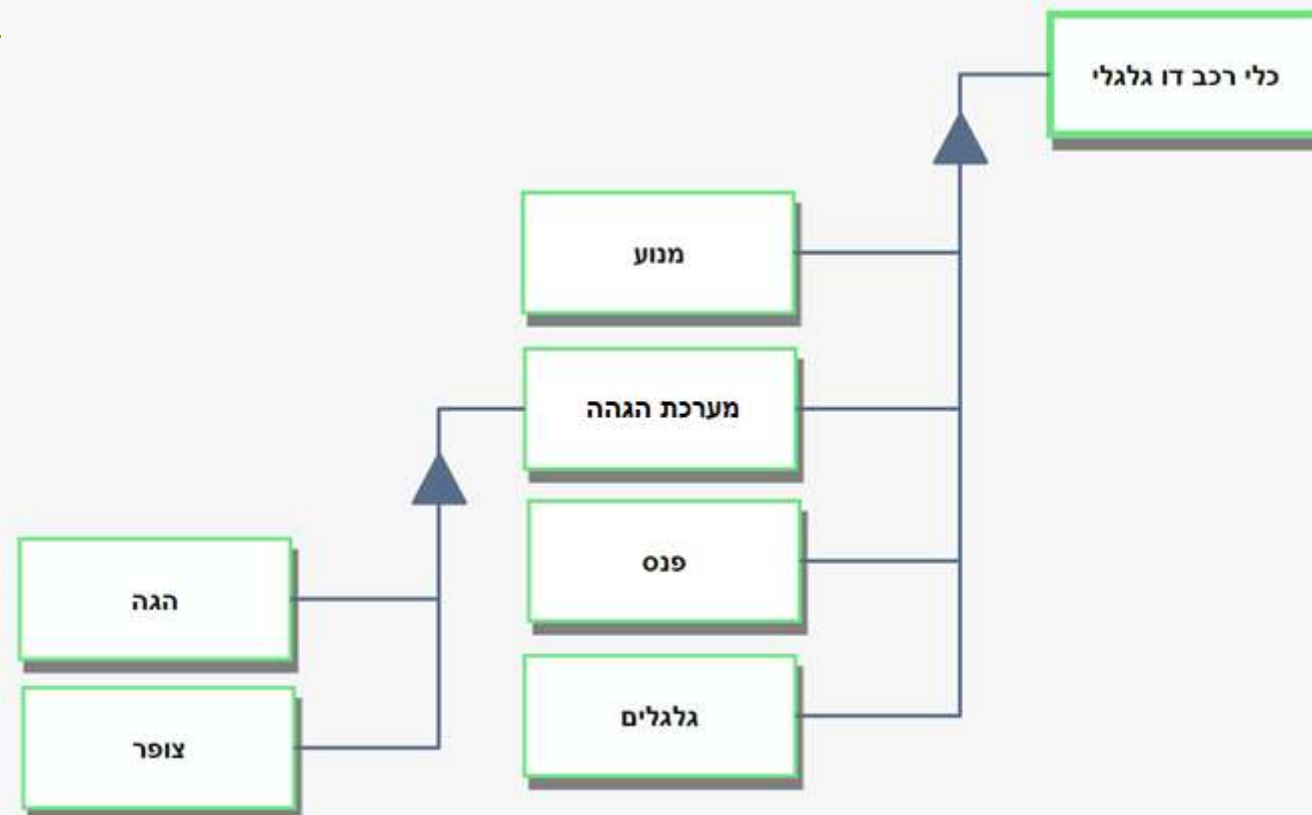 כלי רכב דו גלגלי
מנוע
מערכת הגהה
פנס
גלגלים
הגה
צופר